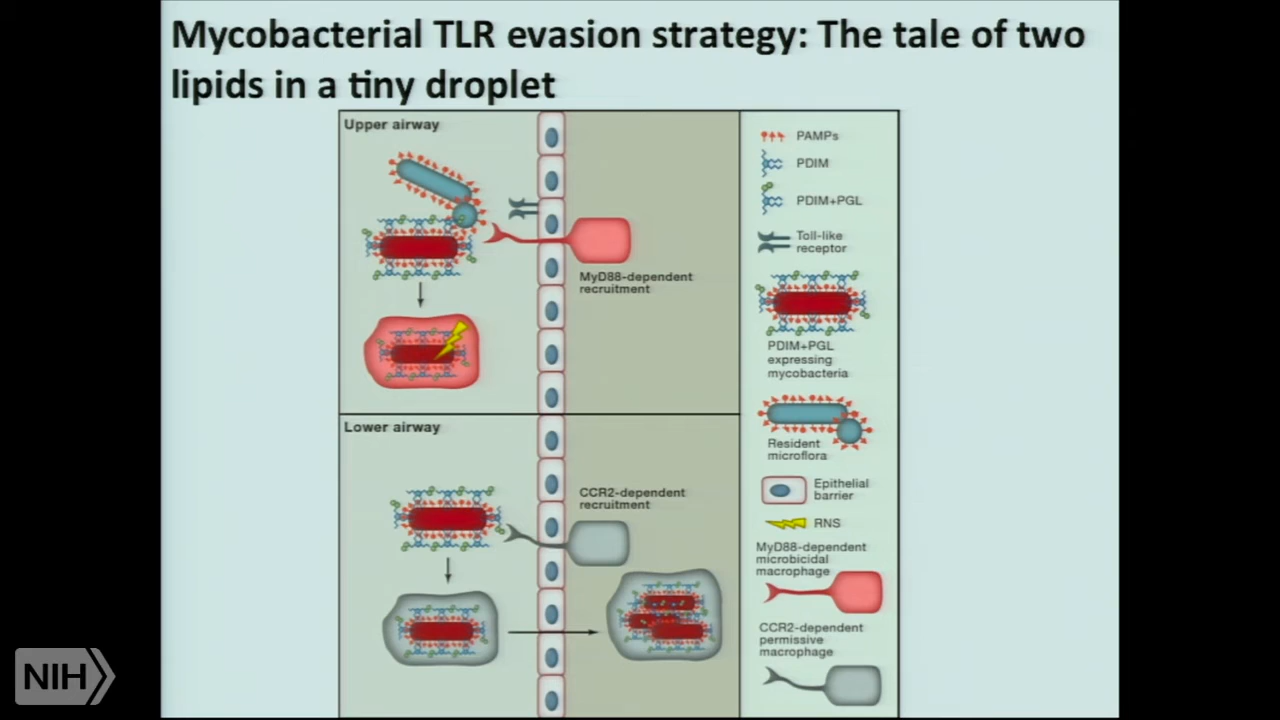 Mycobacterial TLR evasion strategy: The tale of two
lipids in a tiny droplet
Upper airway
MyD88-dependent
recruitment
Lower airway
CCR2-dependent
recruitment
PAMPs
PDIM
PDIM+PGL
Toll-like
receptor
PDIM+PGL
expressing
mycobacteria
Resident
microflora
Epithelial
barrier
RNS
MyD88-dependent
microbicidal
macrophage
CCR2-dependent
permissive
macrophage
NIH